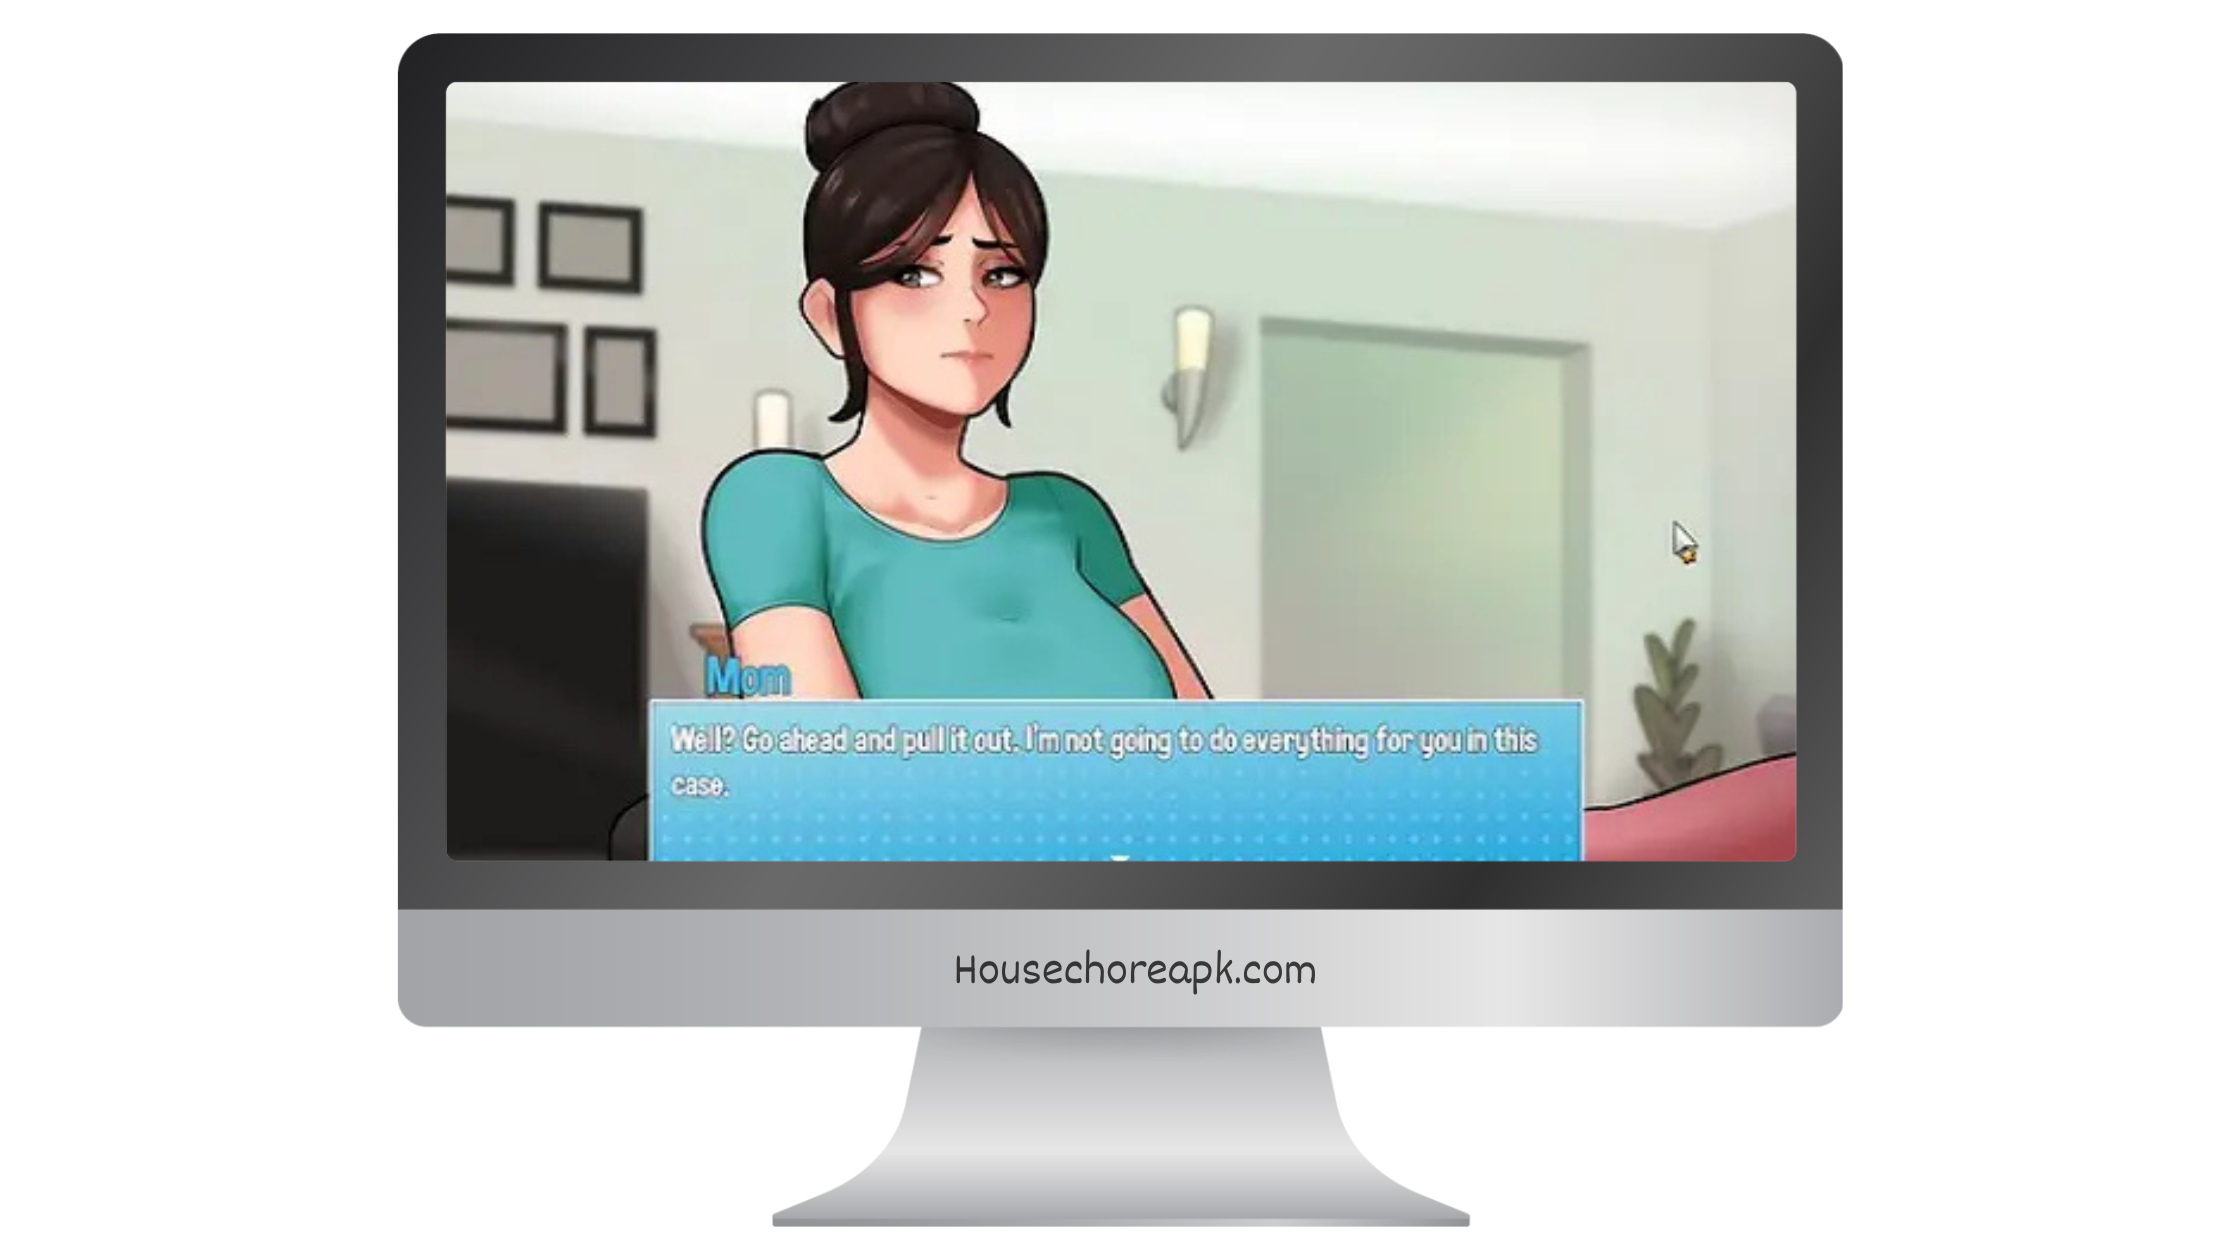 Mom
Well? Go ahead and pull it out. I'm not going to do everything for you in this
case.
Housechoreapk.com